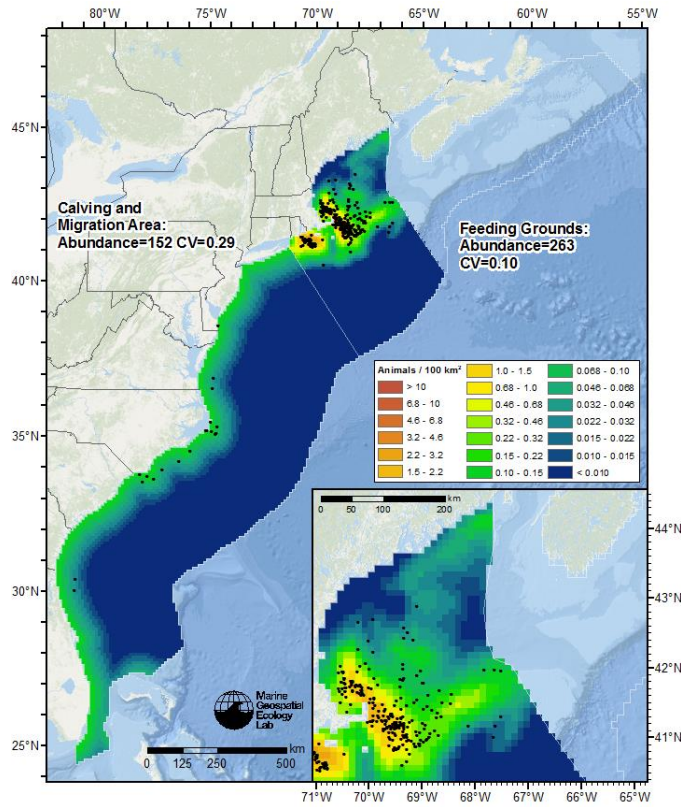 80°W 75°W 70°W 65°W 60°W 55°W
45°N
40°N
35°N
30°N
25°N
Calving and
Migration Area:
Abundance=152 CV=0.29
Feeding Grounds:
Abundance=263
CV=0.10
Animals / 100 km²
> 10
6.8 - 10
4.6 - 6.8
3.2 - 4.6
2.2 - 3.2
1.5 - 2.2
1.0 - 1.5
0.68 - 1.0
0.46 - 0.68
0.32 - 0.46
0.22 - 0.32
0.15 - 0.22
0.10 - 0.15
0.068 - 0.10
0.046 - 0.068
0.032 - 0.046
0.022 - 0.032
0.015 - 0.022
0.010 - 0.015
< 0.010
km
0 50 100 200
44°N
43°N
42°N
41°N
Marine
Geospatial
Ecology
Lab
km
0 125 250 500
71°W 70°W 69°W 68°W 67°W 66°W 65°W